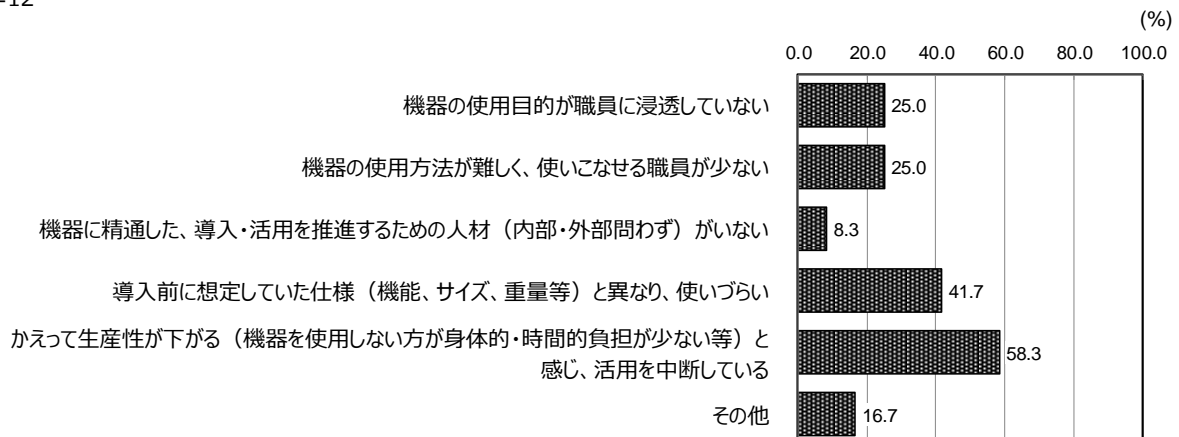 =12
(%)
0.0 20.0 40.0 60.0 80.0 100.0
機器の使用目的が職員に浸透していない 25.0
機器の使用方法が難しく、使いこなせる職員が少ない 25.0
機器に精通した、導入・活用を推進するための人材（内部・外部問わず）がいない 8.3
導入前に想定していた仕様（機能、サイズ、重量等）と異なり、使いづらい 41.7
かえって生産性が下がる（機器を使用しない方が身体的・時間的負担が少ない等）と
感じ、活用を中断している 58.3
その他 16.7